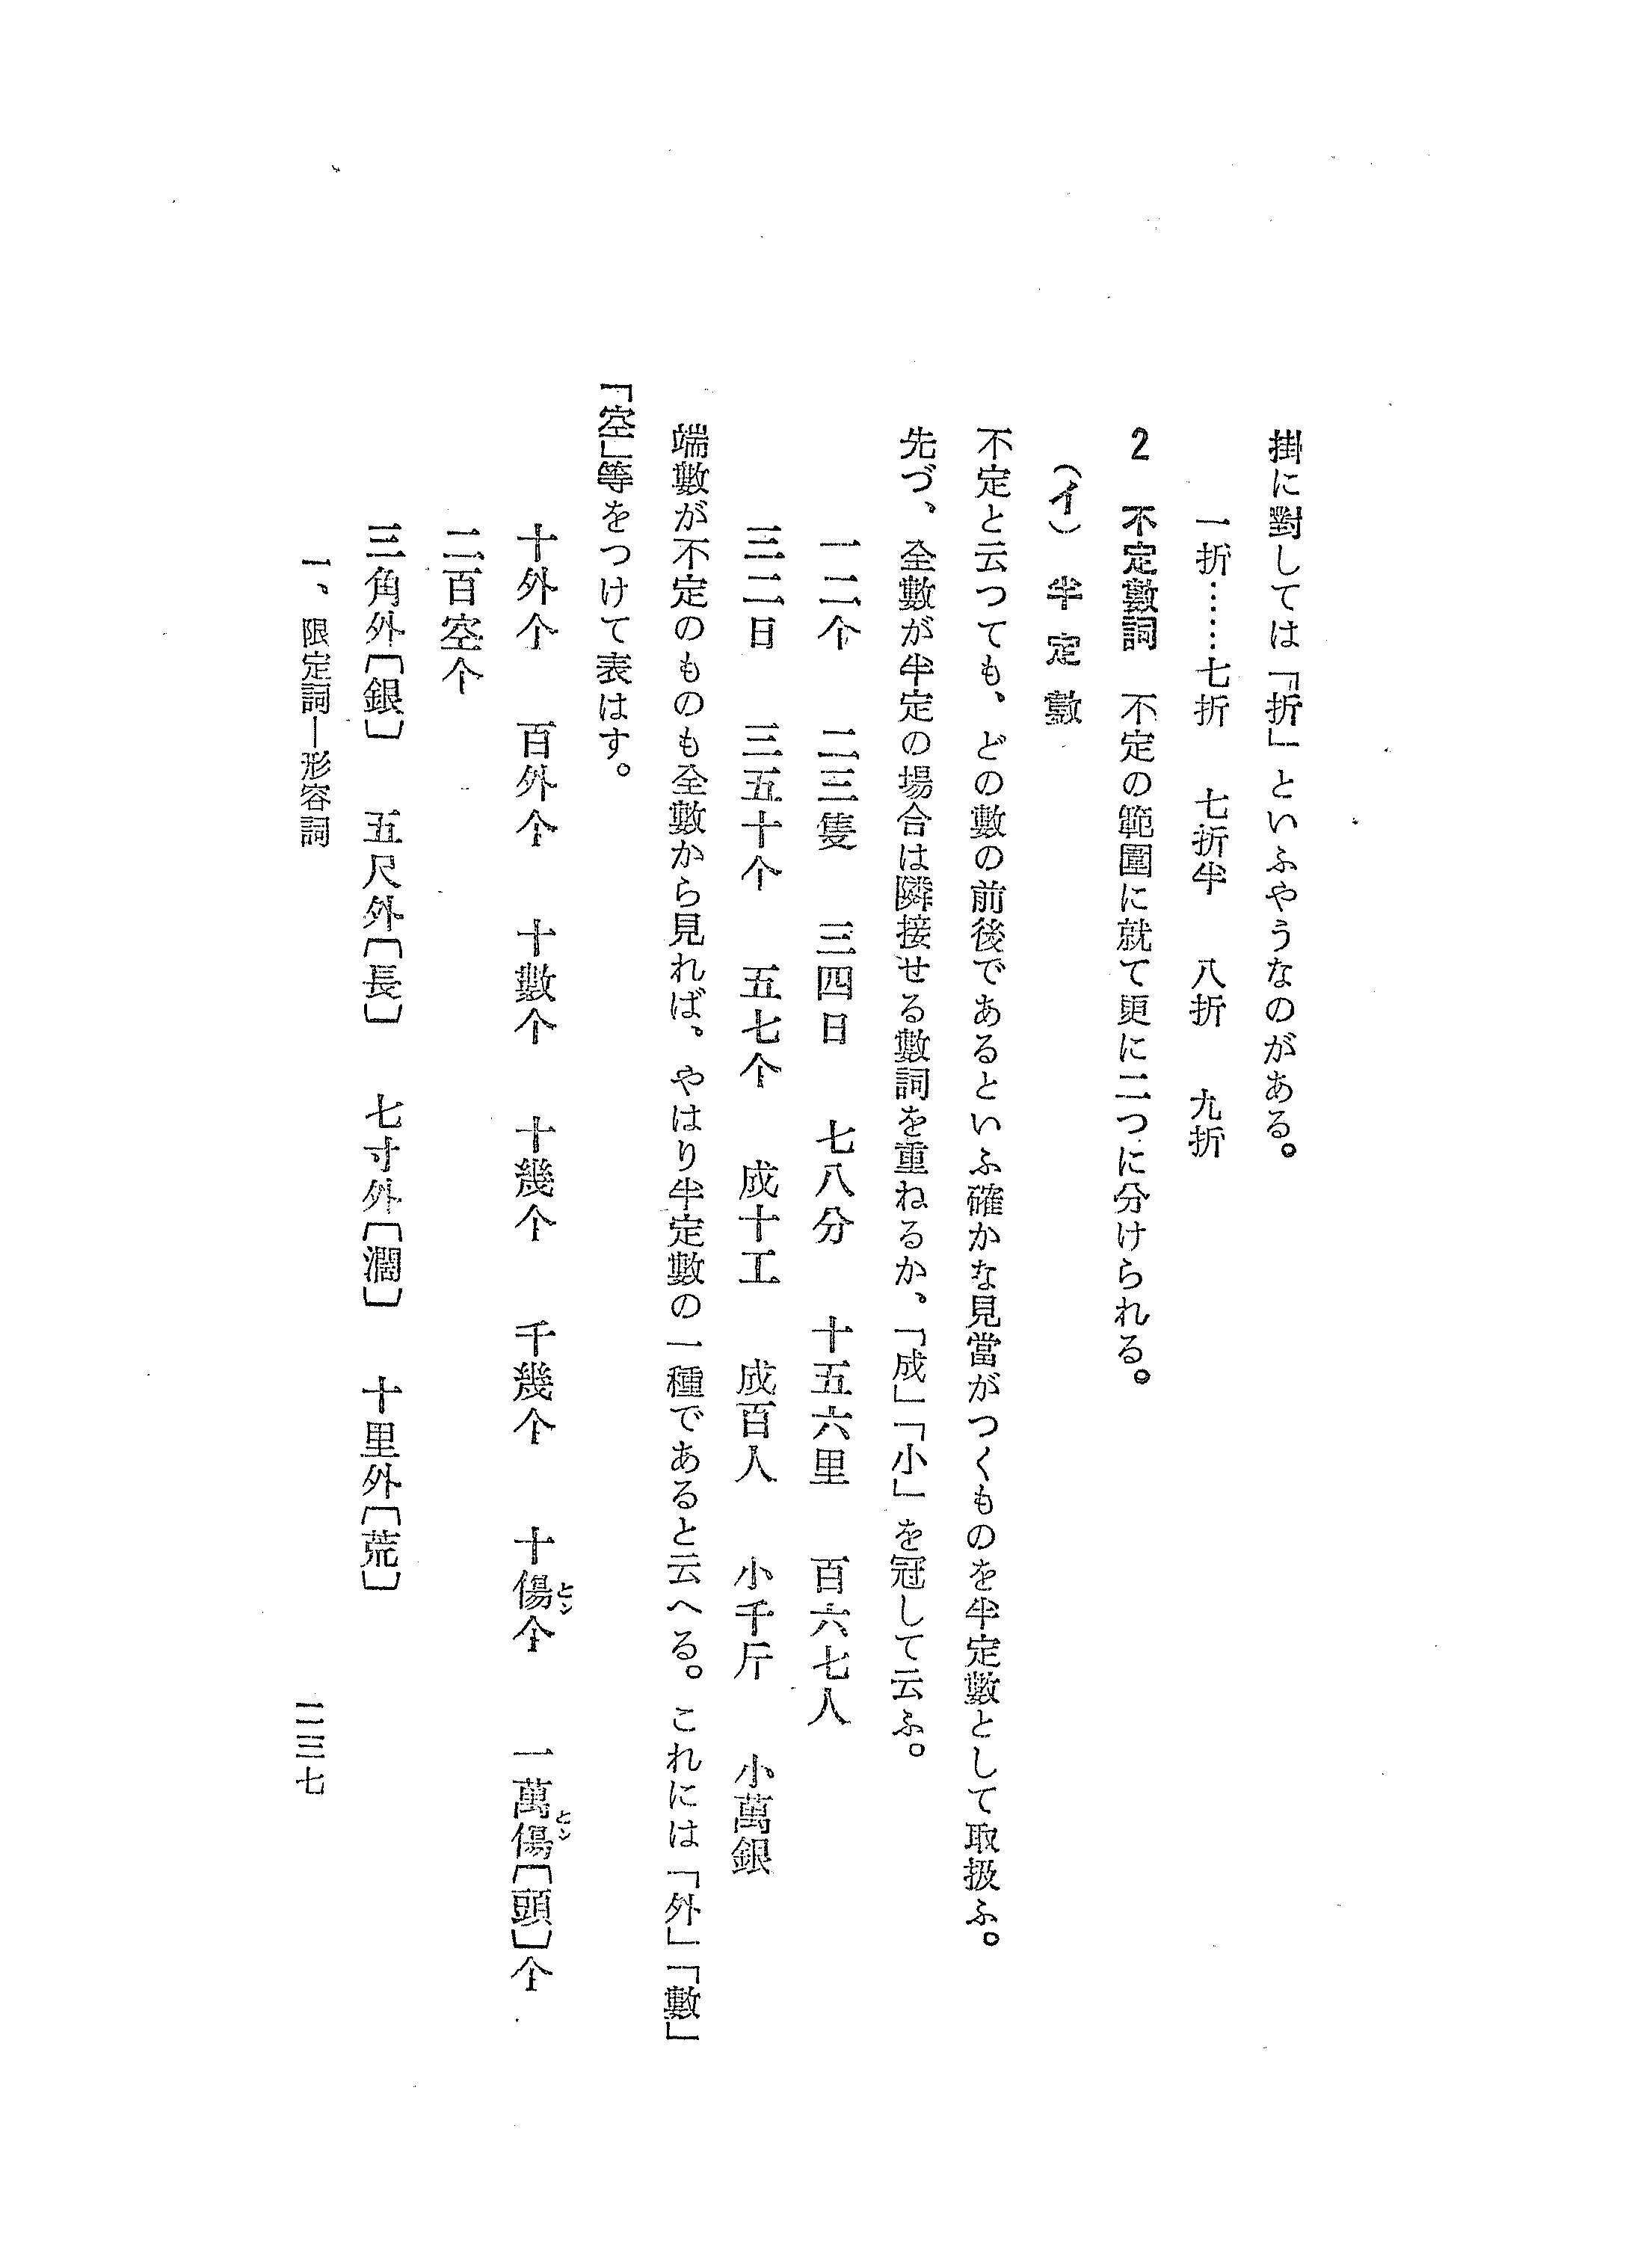 掛に對しては「折」といふやうなのがある。
一折……七折　七折半　八折　九折
2　不定數詞　不定の範圍に就て更に二つに分けられる。
（イ）半定數
不定と云つても、どの數の前後であるといふ確かな見當がつくものを半定數として取扱ふ。
先づ、全數が半定の場合は隣接せる數詞を重ねるか、「成」「小」を冠して云ふ。
一二个　二三隻　三四日　七八分　十五六里　百六七人
三二日　三五十个　五七个　成十工　成百人　小千斤　小萬銀
端數が不定のものも全數から見れば、やはり半定數の一種であると云へる。これには「外」「數」
「空」等をつけて表はす。
十外个　百外个　十數个　十幾个　千幾个　十傷个　一萬傷〔頭〕个
とン　とン
二百空个
三角外〔銀〕　五尺外〔長〕　七寸外〔濶〕　十里外〔荒〕
一、限定詞―形容詞
一三七